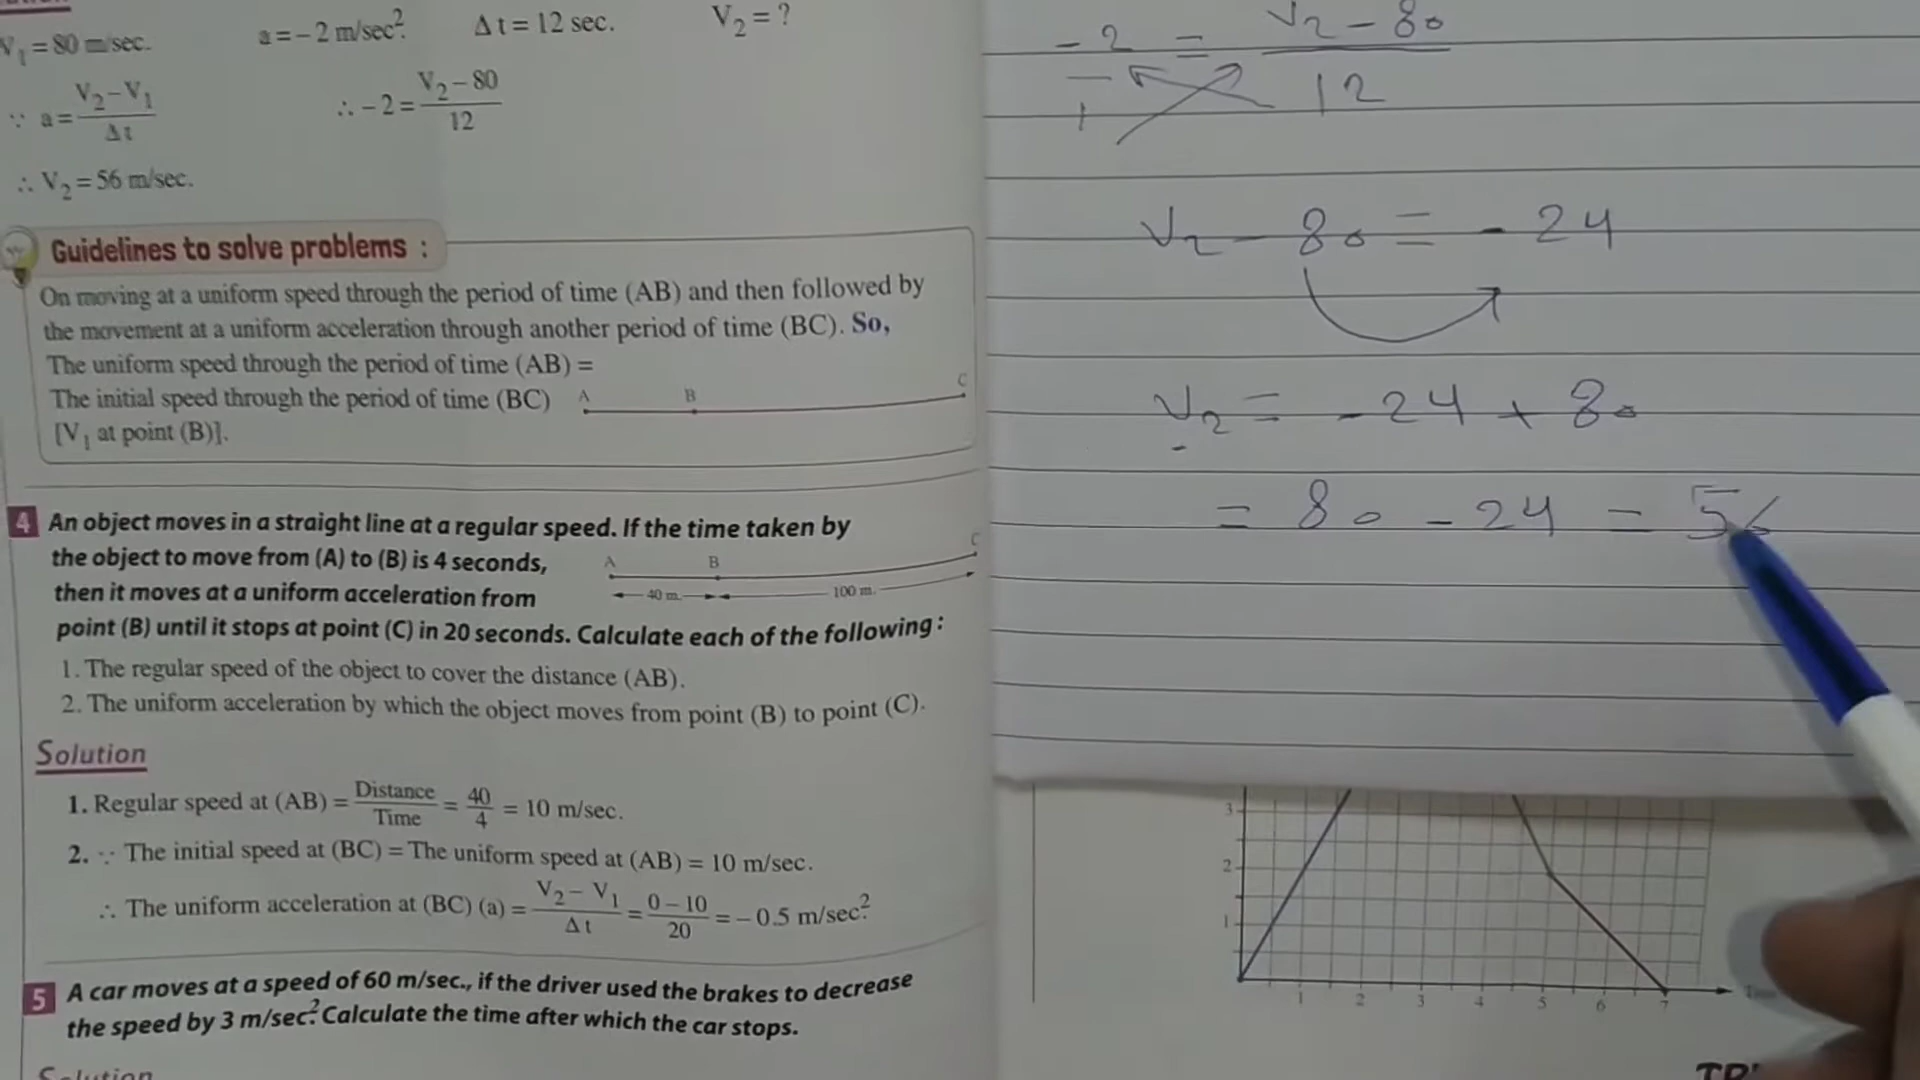 V₁ = 80 m/sec.    a = – 2 m/sec².    Δt = 12 sec.    V₂ = ?
∵ a = (V₂ – V₁)/Δt    ∴ – 2 = (V₂ – 80)/12
∴ V₂ = 56 m/sec.
Guidelines to solve problems :
On moving at a uniform speed through the period of time (AB) and then followed by
the movement at a uniform acceleration through another period of time (BC). So,
The uniform speed through the period of time (AB) =
The initial speed through the period of time (BC)
[V₁ at point (B)].
A    B    C
4 An object moves in a straight line at a regular speed. If the time taken by
the object to move from (A) to (B) is 4 seconds,
then it moves at a uniform acceleration from
point (B) until it stops at point (C) in 20 seconds. Calculate each of the following :
A    B    C
40 m.    100 m.
1. The regular speed of the object to cover the distance (AB).
2. The uniform acceleration by which the object moves from point (B) to point (C).
Solution
1. Regular speed at (AB) = Distance/Time = 40/4 = 10 m/sec.
2. ∵ The initial speed at (BC) = The uniform speed at (AB) = 10 m/sec.
∴ The uniform acceleration at (BC) (a) = (V₂ – V₁)/Δt = (0 – 10)/20 = – 0.5 m/sec².
5 A car moves at a speed of 60 m/sec., if the driver used the brakes to decrease
the speed by 3 m/sec². Calculate the time after which the car stops.
Solution
-2/1 = (V₂ - 80)/12
V₂ - 80 = - 24
V₂ = - 24 + 80
= 80 - 24 = 56
3
2
1
1 2 3 4 5 6 7